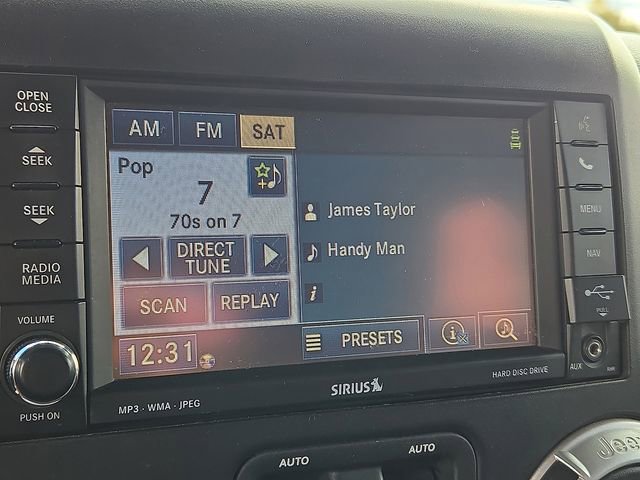 OPEN
CLOSE
SEEK
SEEK
RADIO
MEDIA
VOLUME
PUSH ON
AM
FM
SAT
Pop
7
70s on 7
DIRECT
TUNE
SCAN
REPLAY
12:31
James Taylor
Handy Man
i
PRESETS
i
MENU
NAV
PULL
AUX
MP3 · WMA · JPEG
SIRIUS
HARD DISC DRIVE
AUTO
AUTO
Jeep